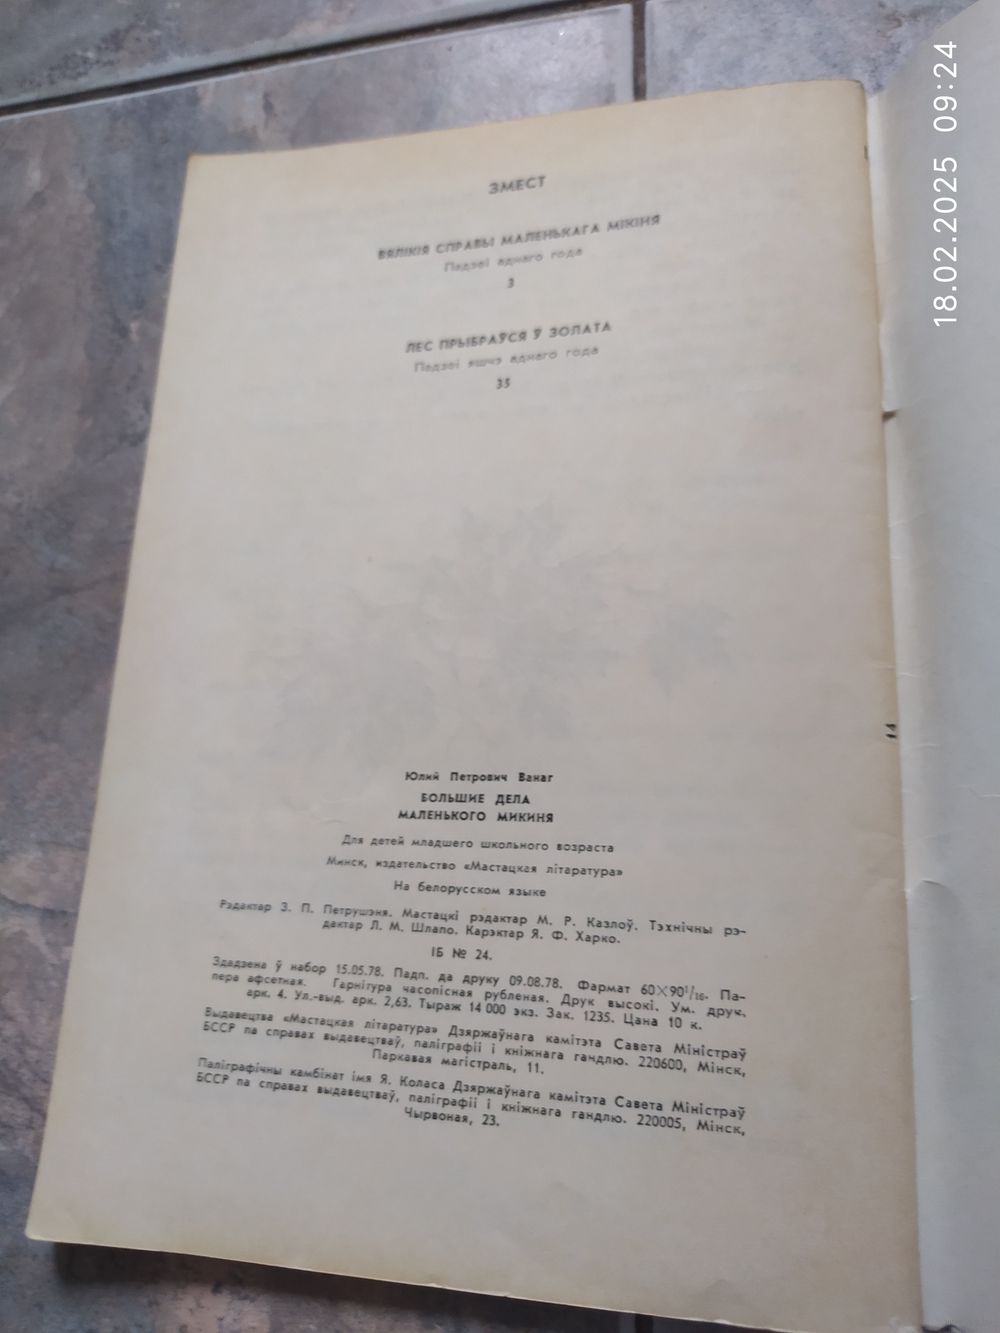 ЗМЕСТ
ВЯЛІКІЯ СПРАВЫ МАЛЕНЬКАГА МІКІНЯ
Падзеі аднаго года
3
ЛЕС ПРЫБРАЎСЯ Ў ЗОЛАТА
Падзеі яшчэ аднаго года
35
Юлий Петрович Ванаг
БОЛЬШИЕ ДЕЛА
МАЛЕНЬКОГО МИКИНЯ
Для детей младшего школьного возраста
Минск, издательство «Мастацкая літаратура»
На белорусском языке
Рэдактар З. П. Петрушэня. Мастацкі рэдактар М. Р. Казлоў. Тэхнічны рэ-
дактар Л. М. Шлапо. Карэктар Я. Ф. Харко.
ІБ № 24.
Здадзена ў набор 15.05.78. Падп. да друку 09.08.78. Фармат 60×90¹/₁₆. Па-
пера афсетная. Гарнітура часопісная рубленая. Друк высокі. Ум. друк.
арк. 4. Ул.-выд. арк. 2,63. Тыраж 14 000 экз. Зак. 1235. Цана 10 к.
Выдавецтва «Мастацкая літаратура» Дзяржаўнага камітэта Савета Міністраў
БССР па справах выдавецтваў, паліграфіі і кніжнага гандлю. 220600, Мінск,
Паркавая магістраль, 11.
Паліграфічны камбінат імя Я. Коласа Дзяржаўнага камітэта Савета Міністраў
БССР па справах выдавецтваў, паліграфіі і кніжнага гандлю. 220005, Мінск,
Чырвоная, 23.
14
18.02.2025 09:24